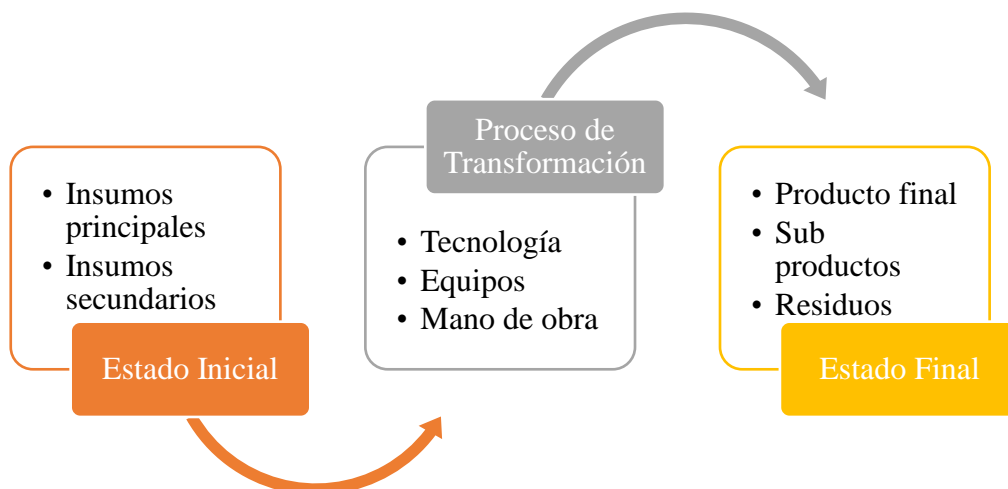 • Insumos
principales
• Insumos
secundarios
Estado Inicial
Proceso de
Transformación
• Tecnología
• Equipos
• Mano de obra
• Producto final
• Sub
productos
• Residuos
Estado Final